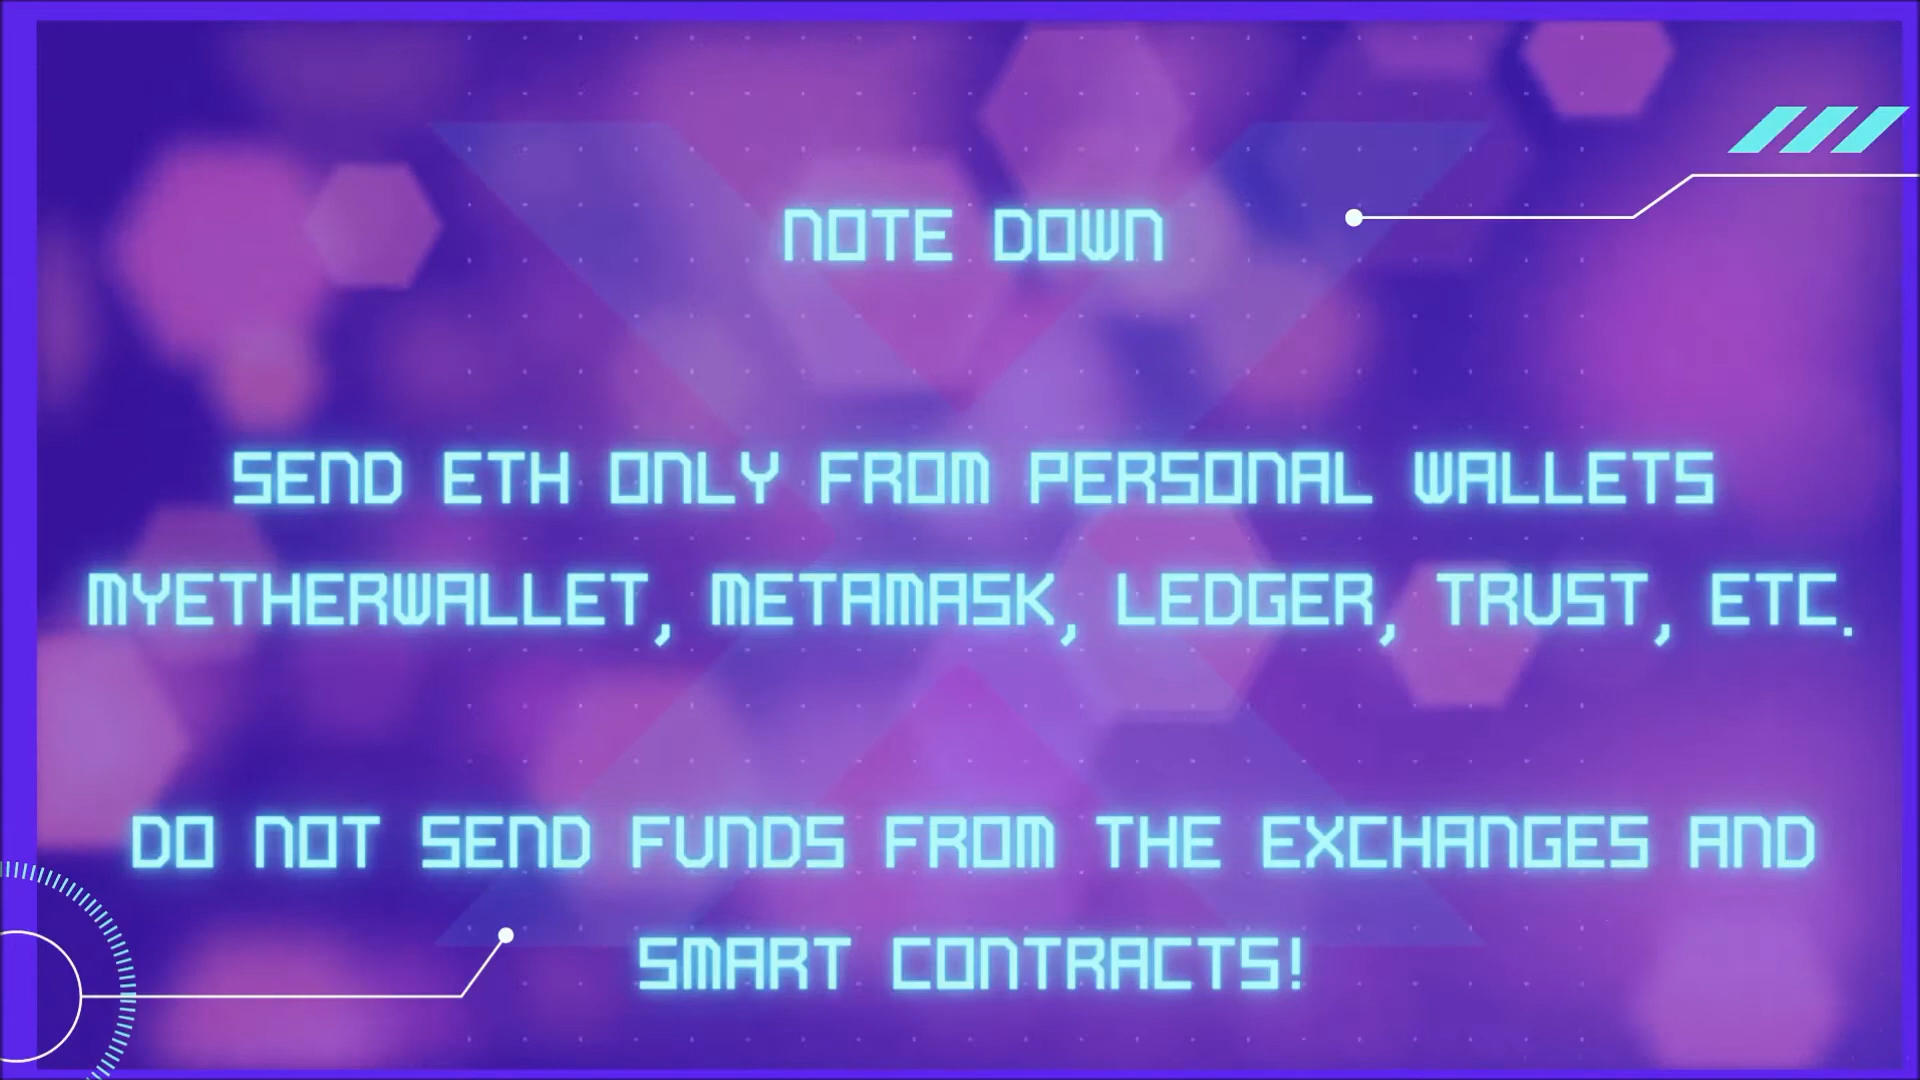 NOTE DOWN
SEND ETH ONLY FROM PERSONAL WALLETS
MYETHERWALLET, METAMASK, LEDGER, TRUST, ETC.
DO NOT SEND FUNDS FROM THE EXCHANGES AND
SMART CONTRACTS!